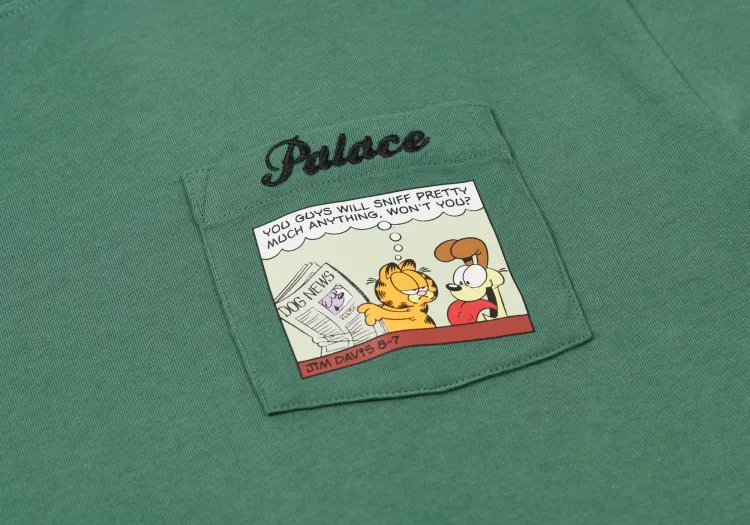 Palace
YOU GUYS WILL SNIFF PRETTY
MUCH ANYTHING, WON'T YOU?
DOG NEWS
JIM DAVIS 8-7